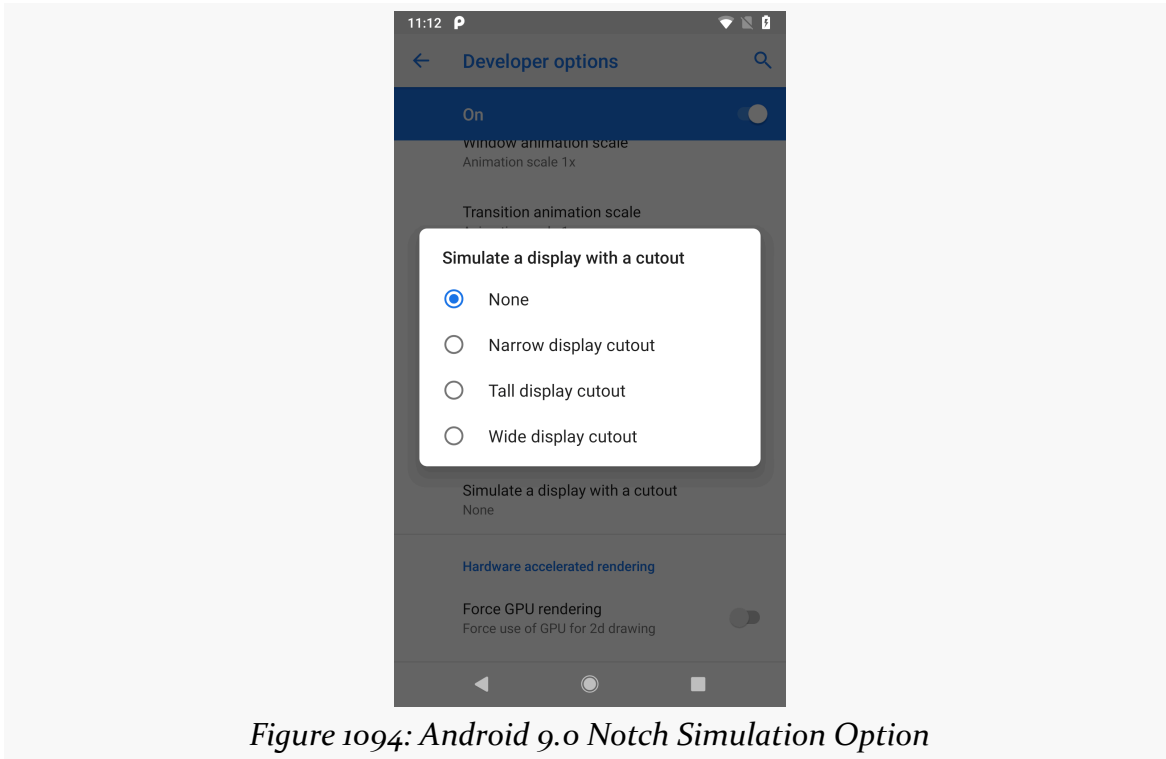 11:12
Developer options
On
Window animation scale
Animation scale 1x
Transition animation scale
Simulate a display with a cutout
None
Narrow display cutout
Tall display cutout
Wide display cutout
Simulate a display with a cutout
None
Hardware accelerated rendering
Force GPU rendering
Force use of GPU for 2d drawing
Figure 1094: Android 9.0 Notch Simulation Option